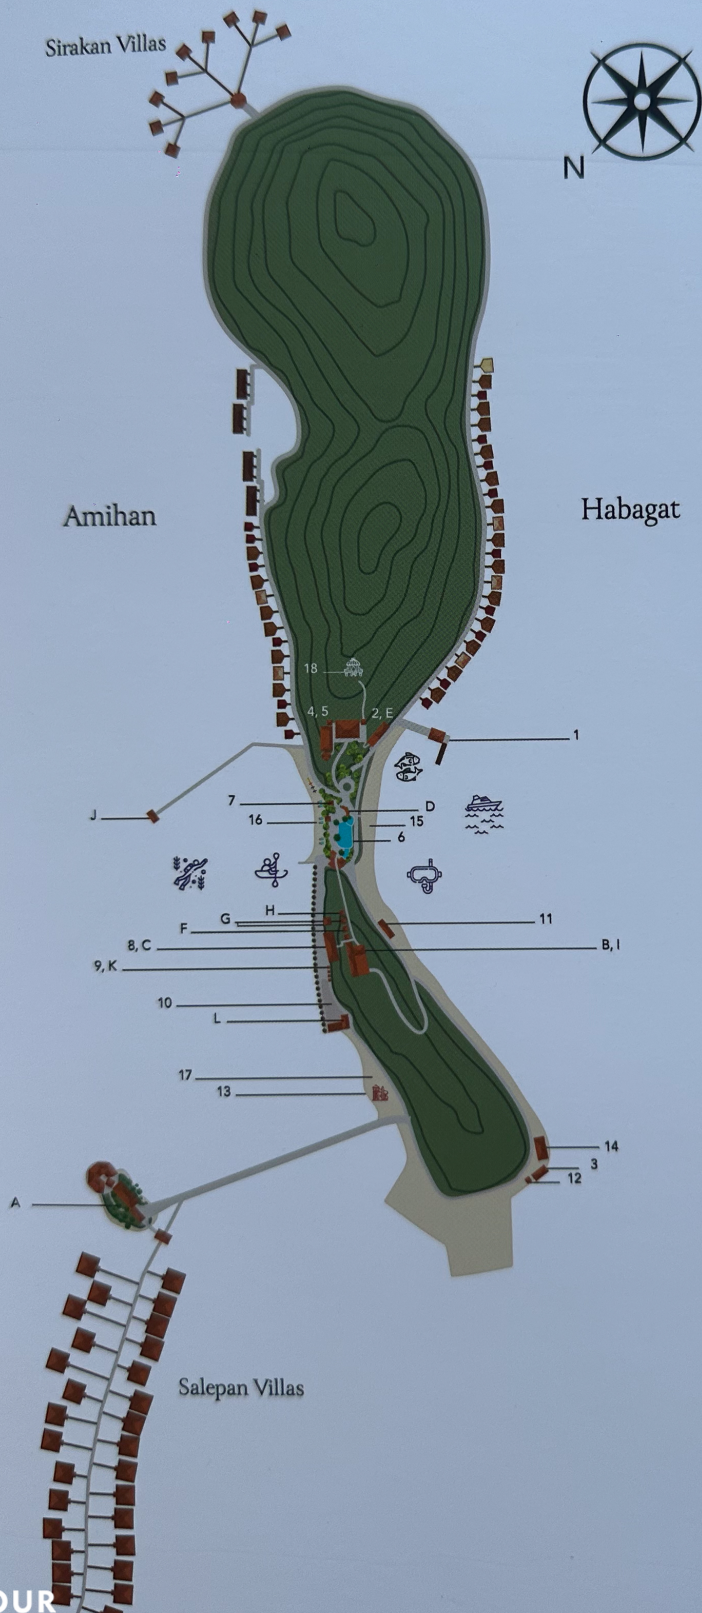 Sirakan Villas
N
Amihan
Habagat
18
4, 5
2, E
1
J
7
D
16
15
6
H
G
F
11
8, C
B, I
9, K
10
L
17
13
14
3
12
A
Salepan Villas
OUR